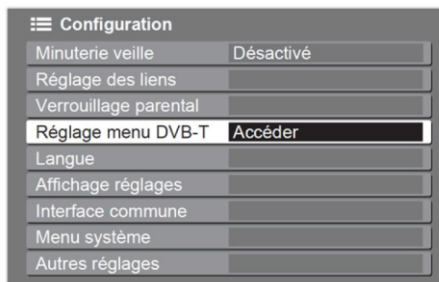 Configuration
Minuterie veille Désactivé
Réglage des liens
Verrouillage parental
Réglage menu DVB-T Accéder
Langue
Affichage réglages
Interface commune
Menu système
Autres réglages